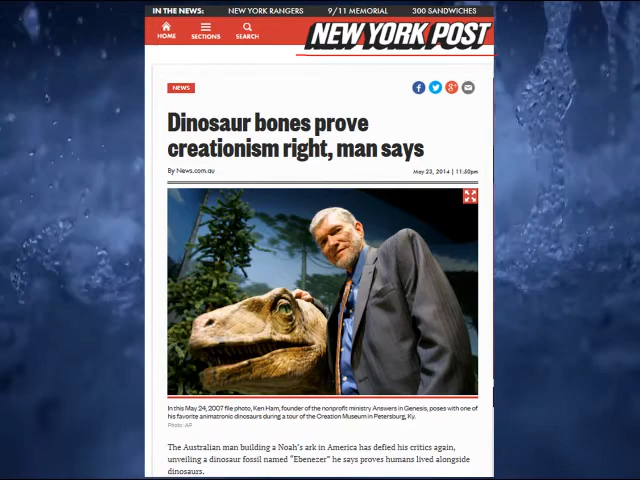 IN THE NEWS: NEW YORK RANGERS 9/11 MEMORIAL 300 SANDWICHES
HOME SECTIONS SEARCH NEW YORK POST
NEWS
Dinosaur bones prove
creationism right, man says
By News.com.au May 23, 2014 | 11:50pm
In this May 24, 2007 file photo, Ken Ham, founder of the nonprofit ministry Answers in Genesis, poses with one of
his favorite animatronic dinosaurs during a tour of the Creation Museum in Petersburg, Ky.
Photo: AP
The Australian man building a Noah's ark in America has defied his critics again,
unveiling a dinosaur fossil named "Ebenezer" he says proves humans lived alongside
dinosaurs.